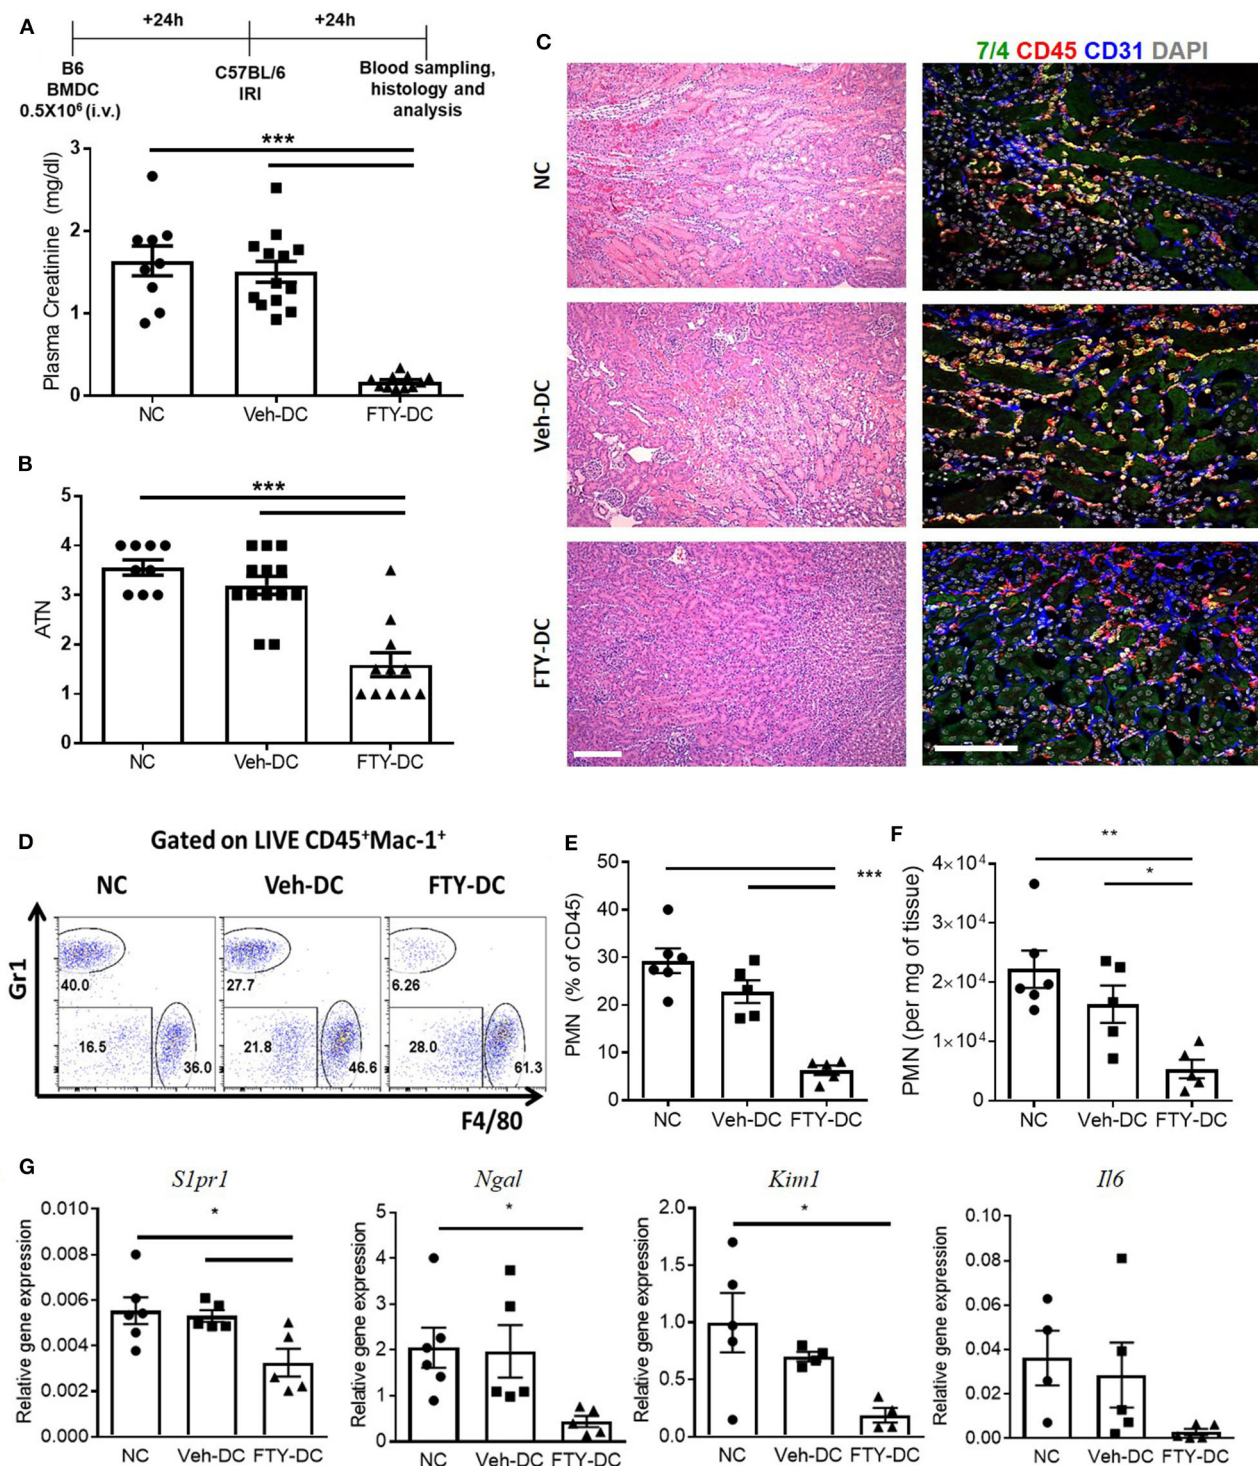 A
+24h +24h
B6
BMDC
0.5X10⁶ (i.v.)
C57BL/6
IRI
Blood sampling,
histology and
analysis
***
Plasma Creatinine (mg/dl)
3
2
1
0
NC Veh-DC FTY-DC
B
***
ATN
5
4
3
2
1
0
NC Veh-DC FTY-DC
C
7/4 CD45 CD31 DAPI
NC
Veh-DC
FTY-DC
D
Gated on LIVE CD45⁺Mac-1⁺
NC Veh-DC FTY-DC
Gr1
40.0 27.7 6.26
16.5 36.0 21.8 46.6 28.0 61.3
F4/80
E
***
PMN (% of CD45)
50
40
30
20
10
0
NC Veh-DC FTY-DC
F
**
*
PMN (per mg of tissue)
4×10⁴
3×10⁴
2×10⁴
1×10⁴
0
NC Veh-DC FTY-DC
G
S1pr1
*
Relative gene expression
0.010
0.008
0.006
0.004
0.002
0.000
NC Veh-DC FTY-DC
Ngal
*
Relative gene expression
5
4
3
2
1
0
NC Veh-DC FTY-DC
Kim1
*
Relative gene expression
2.0
1.5
1.0
0.5
0.0
NC Veh-DC FTY-DC
Il6
Relative gene expression
0.10
0.08
0.06
0.04
0.02
0.00
NC Veh-DC FTY-DC